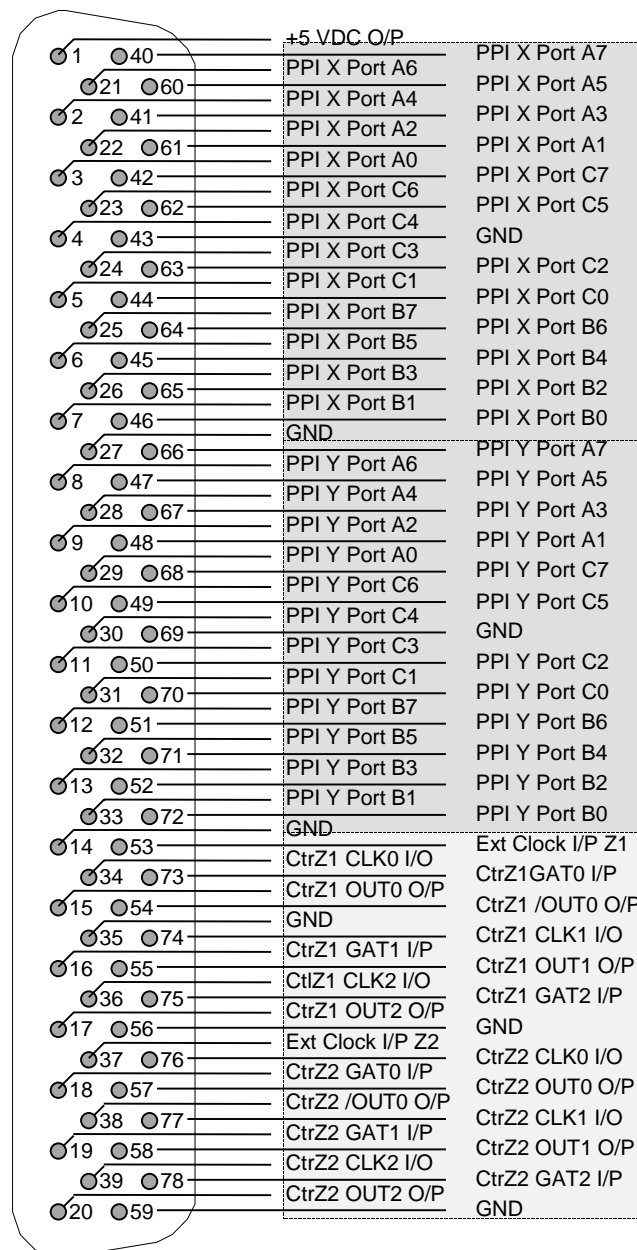 +5 VDC O/P
1 40 PPI X Port A7
PPI X Port A6
21 60 PPI X Port A5
PPI X Port A4
2 41 PPI X Port A3
PPI X Port A2
22 61 PPI X Port A1
PPI X Port A0
3 42 PPI X Port C7
PPI X Port C6
23 62 PPI X Port C5
PPI X Port C4
4 43 GND
PPI X Port C3
24 63 PPI X Port C2
PPI X Port C1
5 44 PPI X Port C0
PPI X Port B7
25 64 PPI X Port B6
PPI X Port B5
6 45 PPI X Port B4
PPI X Port B3
26 65 PPI X Port B2
PPI X Port B1
7 46 PPI X Port B0
GND
27 66 PPI Y Port A7
PPI Y Port A6
8 47 PPI Y Port A5
PPI Y Port A4
28 67 PPI Y Port A3
PPI Y Port A2
9 48 PPI Y Port A1
PPI Y Port A0
29 68 PPI Y Port C7
PPI Y Port C6
10 49 PPI Y Port C5
PPI Y Port C4
30 69 GND
PPI Y Port C3
11 50 PPI Y Port C2
PPI Y Port C1
31 70 PPI Y Port C0
PPI Y Port B7
12 51 PPI Y Port B6
PPI Y Port B5
32 71 PPI Y Port B4
PPI Y Port B3
13 52 PPI Y Port B2
PPI Y Port B1
33 72 PPI Y Port B0
GND
14 53 Ext Clock I/P Z1
CtrZ1 CLK0 I/O
34 73 CtrZ1GAT0 I/P
CtrZ1 OUT0 O/P
15 54 CtrZ1 /OUT0 O/P
GND
35 74 CtrZ1 CLK1 I/O
CtrZ1 GAT1 I/P
16 55 CtrZ1 OUT1 O/P
CtlZ1 CLK2 I/O
36 75 CtrZ1 GAT2 I/P
CtrZ1 OUT2 O/P
17 56 GND
Ext Clock I/P Z2
37 76 CtrZ2 CLK0 I/O
CtrZ2 GAT0 I/P
18 57 CtrZ2 OUT0 O/P
CtrZ2 /OUT0 O/P
38 77 CtrZ2 CLK1 I/O
CtrZ2 GAT1 I/P
19 58 CtrZ2 OUT1 O/P
CtrZ2 CLK2 I/O
39 78 CtrZ2 GAT2 I/P
CtrZ2 OUT2 O/P
20 59 GND